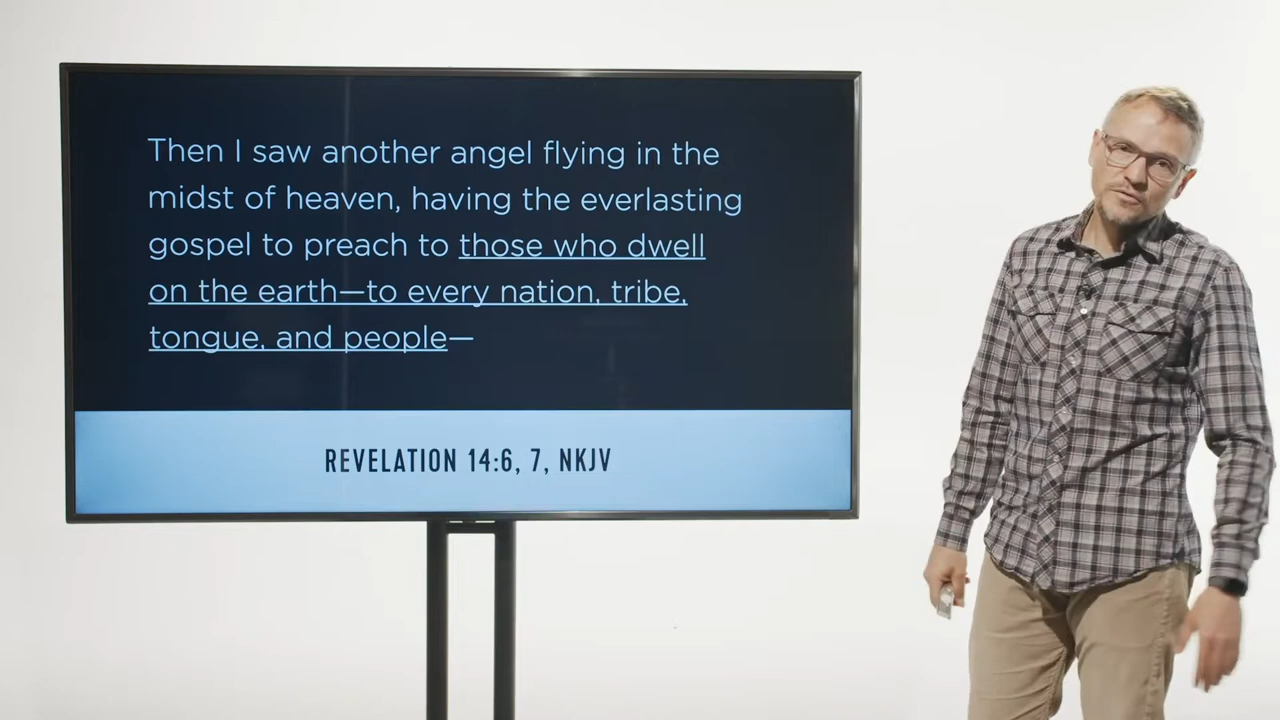 Then I saw another angel flying in the
midst of heaven, having the everlasting
gospel to preach to those who dwell
on the earth—to every nation, tribe,
tongue, and people—
REVELATION 14:6, 7, NKJV